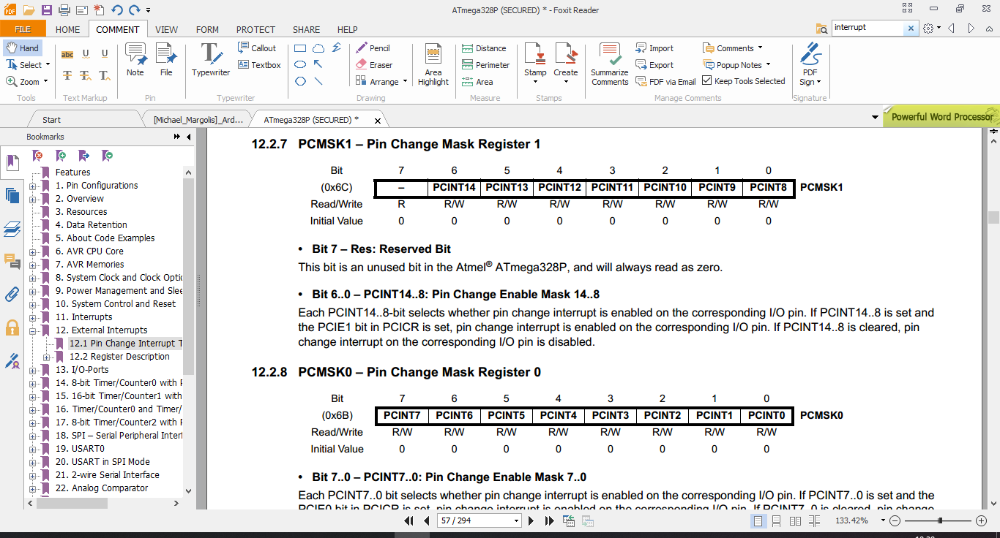 ATmega328P (SECURED) * - Foxit Reader
FILE HOME COMMENT VIEW FORM PROTECT SHARE HELP
interrupt
Hand
Select
Zoom
Tools
abc U U
T T T
Text Markup
Note
File
Pin
Typewriter
Callout
Textbox
Typewriter
Pencil
Eraser
Arrange
Drawing
Area
Highlight
Distance
Perimeter
Area
Measure
Stamp
Create
Stamps
Summarize
Comments
Import
Export
FDF via Email
Comments
Popup Notes
Keep Tools Selected
Manage Comments
PDF
Sign
Signature
Start
[Michael_Margolis]_Ard...
ATmega328P (SECURED) *
Powerful Word Processor
Bookmarks
Features
1. Pin Configurations
2. Overview
3. Resources
4. Data Retention
5. About Code Examples
6. AVR CPU Core
7. AVR Memories
8. System Clock and Clock Optic
9. Power Management and Slee
10. System Control and Reset
11. Interrupts
12. External Interrupts
12.1 Pin Change Interrupt T
12.2 Register Description
13. I/O-Ports
14. 8-bit Timer/Counter0 with P
15. 16-bit Timer/Counter1 with
16. Timer/Counter0 and Timer/
17. 8-bit Timer/Counter2 with P
18. SPI – Serial Peripheral Interf
19. USART0
20. USART in SPI Mode
21. 2-wire Serial Interface
22. Analog Comparator
12.2.7 PCMSK1 – Pin Change Mask Register 1
Bit 7 6 5 4 3 2 1 0
(0x6C) – PCINT14 PCINT13 PCINT12 PCINT11 PCINT10 PCINT9 PCINT8 PCMSK1
Read/Write R R/W R/W R/W R/W R/W R/W R/W
Initial Value 0 0 0 0 0 0 0 0
• Bit 7 – Res: Reserved Bit
This bit is an unused bit in the Atmel® ATmega328P, and will always read as zero.
• Bit 6..0 – PCINT14..8: Pin Change Enable Mask 14..8
Each PCINT14..8-bit selects whether pin change interrupt is enabled on the corresponding I/O pin. If PCINT14..8 is set and
the PCIE1 bit in PCICR is set, pin change interrupt is enabled on the corresponding I/O pin. If PCINT14..8 is cleared, pin
change interrupt on the corresponding I/O pin is disabled.
12.2.8 PCMSK0 – Pin Change Mask Register 0
Bit 7 6 5 4 3 2 1 0
(0x6B) PCINT7 PCINT6 PCINT5 PCINT4 PCINT3 PCINT2 PCINT1 PCINT0 PCMSK0
Read/Write R/W R/W R/W R/W R/W R/W R/W R/W
Initial Value 0 0 0 0 0 0 0 0
• Bit 7..0 – PCINT7..0: Pin Change Enable Mask 7..0
Each PCINT7..0 bit selects whether pin change interrupt is enabled on the corresponding I/O pin. If PCINT7..0 is set and the
PCIE0 bit in PCICR is set, pin change interrupt is enabled on the corresponding I/O pin. If PCINT7..0 is cleared, pin change
57 / 294
133.42%